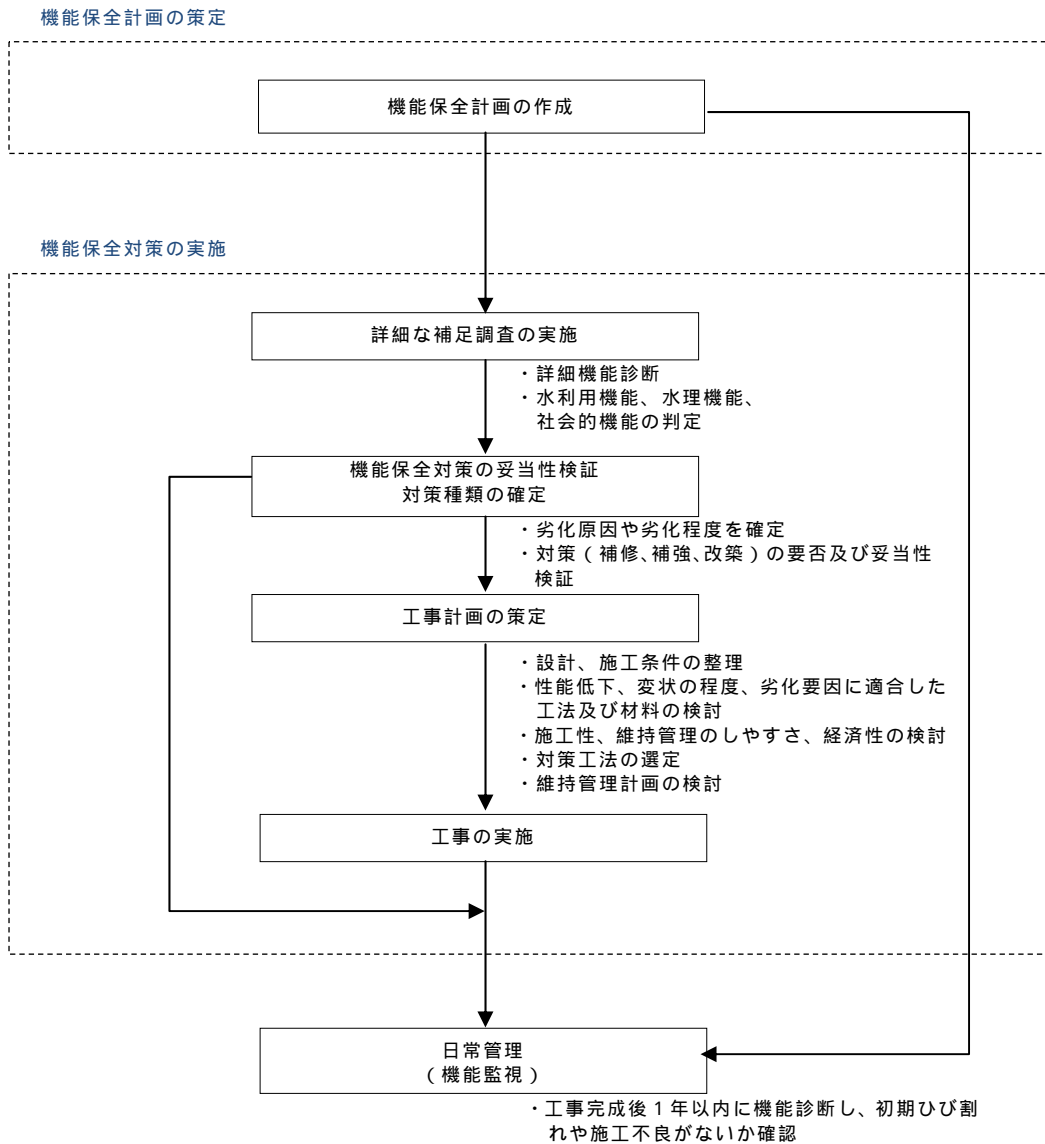 機能保全計画の策定
機能保全計画の作成
機能保全対策の実施
詳細な補足調査の実施
・詳細機能診断
・水利用機能、水理機能、
社会的機能の判定
機能保全対策の妥当性検証
対策種類の確定
・劣化原因や劣化程度を確定
・対策（補修、補強、改築）の要否及び妥当性
検証
工事計画の策定
・設計、施工条件の整理
・性能低下、変状の程度、劣化要因に適合した
工法及び材料の検討
・施工性、維持管理のしやすさ、経済性の検討
・対策工法の選定
・維持管理計画の検討
工事の実施
日常管理
（機能監視）
・工事完成後１年以内に機能診断し、初期ひび割
れや施工不良がないか確認